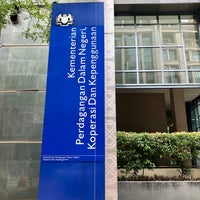 Kementerian
Perdagangan Dalam Negeri,
Koperasi Dan Kepenggunaan